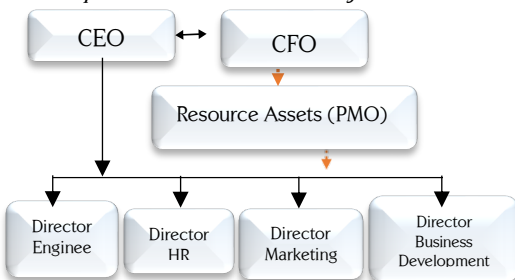 CEO
CFO
Resource Assets (PMO)
Director
Enginee
Director
HR
Director
Marketing
Director
Business
Development